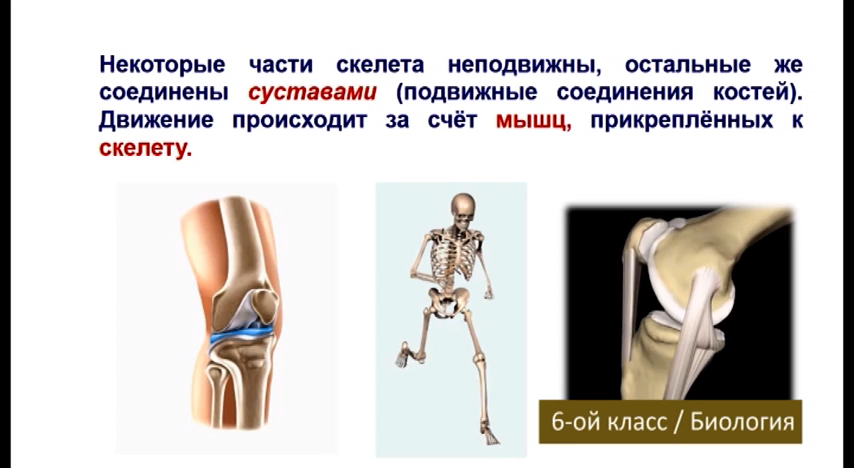 Некоторые части скелета неподвижны, остальные же
соединены суставами (подвижные соединения костей).
Движение происходит за счёт мышц, прикреплённых к
скелету.
6-ой класс / Биология